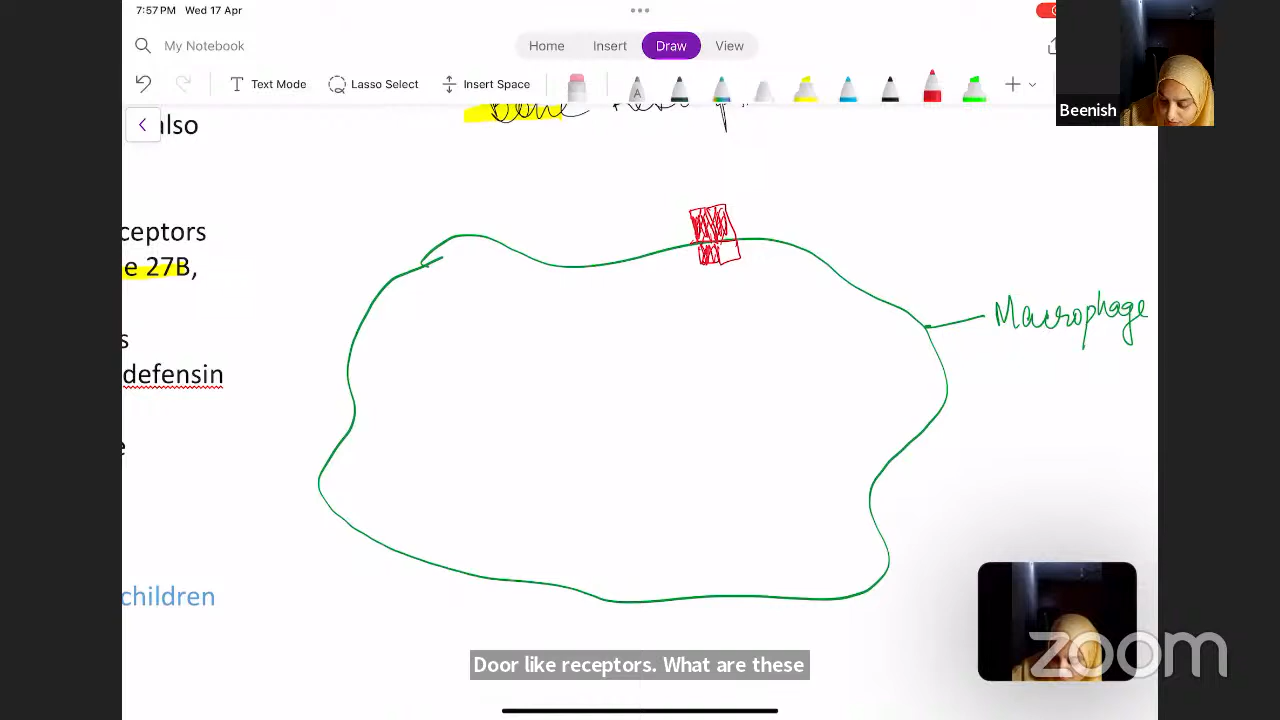 7:57 PM Wed 17 Apr
My Notebook
Home Insert Draw View
Text Mode Lasso Select Insert Space
A
Beenish
also
Bone
ceptors
e 27B,
Macrophage
s
defensin
e
children
zoom
Door like receptors. What are these